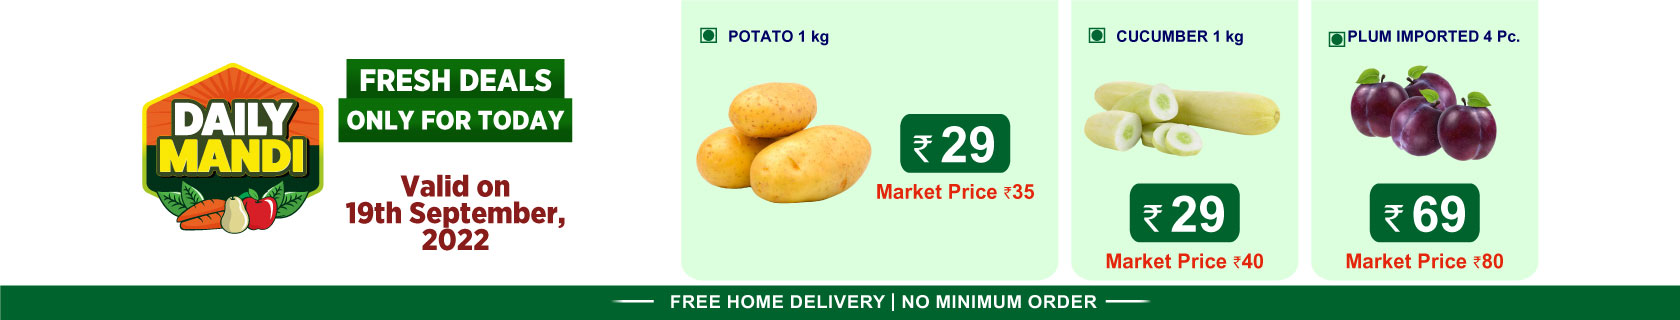 DAILY
MANDI
FRESH DEALS
ONLY FOR TODAY
Valid on
19th September,
2022
POTATO 1 kg
₹ 29
Market Price ₹35
CUCUMBER 1 kg
₹ 29
Market Price ₹40
PLUM IMPORTED 4 Pc.
₹ 69
Market Price ₹80
FREE HOME DELIVERY | NO MINIMUM ORDER